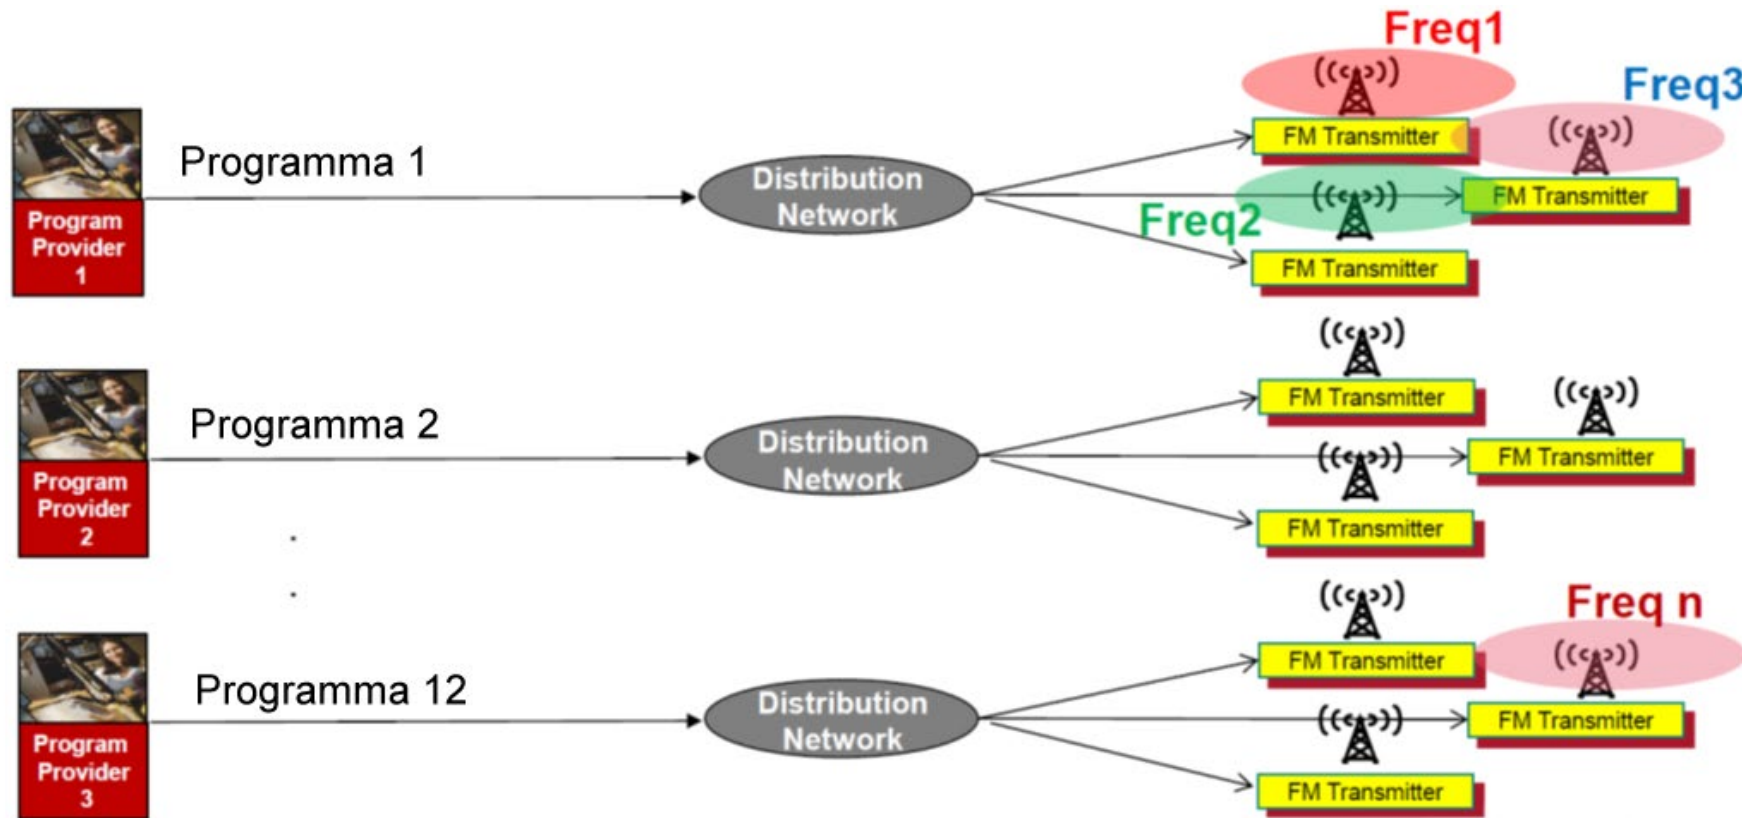 Freq1
Freq3
FM Transmitter
Programma 1
Distribution
Network
FM Transmitter
Freq2
Program
Provider
1
FM Transmitter
FM Transmitter
Programma 2
Distribution
Network
FM Transmitter
Program
Provider
2
FM Transmitter
Freq n
FM Transmitter
Programma 12
Distribution
Network
FM Transmitter
Program
Provider
3
FM Transmitter